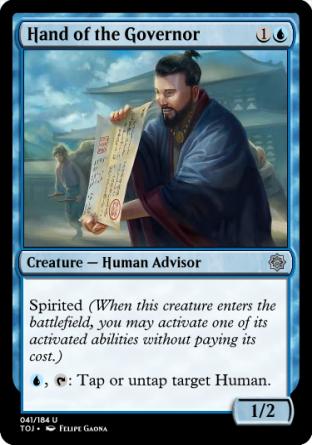 Hand of the Governor 1
Creature — Human Advisor
Spirited (When this creature enters the
battlefield, you may activate one of its
activated abilities without paying its
cost.)
, : Tap or untap target Human.
1/2
041/184 U
TOJ • Felipe Gaona